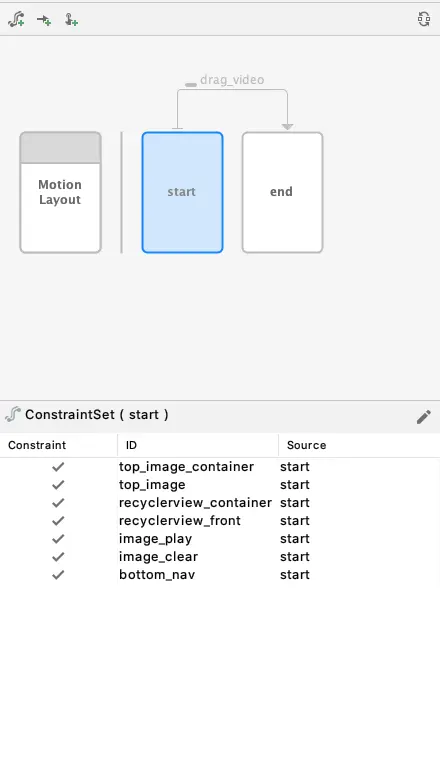 drag_video
Motion
Layout
start
end
ConstraintSet ( start )
Constraint ID Source
top_image_container start
top_image start
recyclerview_container start
recyclerview_front start
image_play start
image_clear start
bottom_nav start